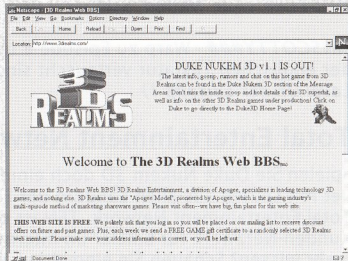 Netscape - [3D Realms Web BBS]
File Edit View Go Bookmarks Options Directory Window Help
Back Home Reload Open Print Find
Location: http://www.3drealms.com/
3D REALMS
DUKE NUKEM 3D v1.1 IS OUT!
The latest info, gossip, rumors and chat on this hot game from 3D
Realms can be found in the Duke Nukem 3D section of the Message
Areas. Don't miss the inside scoop and hot details of this 3D superhit, as
well as info on the other 3D Realms games under production! Click on
Duke to go directly to the Duke3D Home Page!
Welcome to The 3D Realms Web BBS
Welcome to the 3D Realms Web BBS! 3D Realms Entertainment, a division of Apogee, specializes in leading technology 3D
games, and nothing else. 3D Realms uses the "Apogee Model", pioneered by Apogee, which is the gaming industry's
multi-episode method of marketing shareware games. Please visit often--we have big, fun plans for this web site.
THIS WEB SITE IS FREE. We politely ask that you log in so you will be placed on our mailing list to receive discount
offers on future and past games. Plus, each week we send a FREE GAME gift certificate to a randomly selected 3D Realms
web member. Please make sure your address information is correct, or you'll be left out.
Document: Done